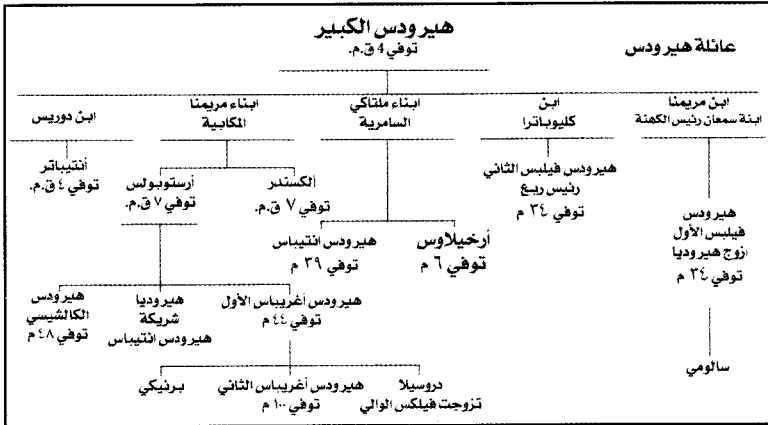 هيرودس الكبير
توفي 4 ق.م.
عائلة هيرودس
ابن مريمنا
ابنة سمعان رئيس الكهنة
ابن
كليوباترا
ابناء ملتاكي
السامرية
ابناء مريمنا
المكابية
ابن دوريس
هيرودس
فيلبس الأول
ازوج هيروديا
توفي ٣٤ م
هيرودس فيلبس الثاني
رئيس ربع
توفي ٣٤ م
أرخيلاوس
توفي ٦ م
هيرودس انتيباس
توفي ٣٩ م
ألكسندر
توفي ٧ ق.م.
أرستوبولس
توفي ٧ ق.م.
أنتيباتر
توفي ٤ ق.م.
هيرودس أغريباس الأول
توفي ٤٤ م
هيروديا
شريكة
هيرودس انتيباس
هيرودس
الكالشيسي
توفي ٤٨ م
سالومي
دروسيلا
تزوجت فيلكس الوالي
هيرودس أغريباس الثاني
توفي ١٠٠ م
برنيكي